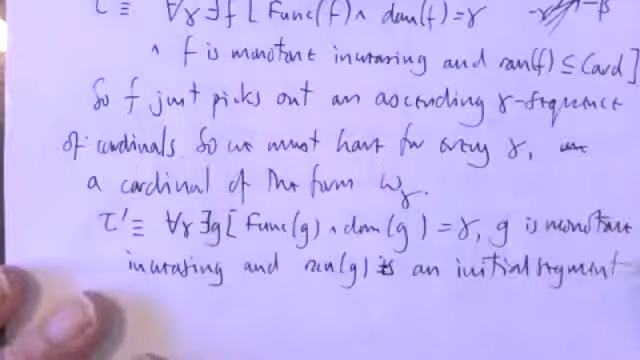 τ ≡ ∀γ ∃f [ Func(f) ∧ dom(f) = γ
∧ f is monotone increasing and ran(f) ⊆ Card ]
So f just picks out an ascending γ-sequence
of cardinals. So we must have for every γ,
a cardinal of the form ω_γ.
τ' ≡ ∀γ ∃g [ Func(g) ∧ dom(g) = γ, g is monotone
increasing and ran(g) is an initial segment